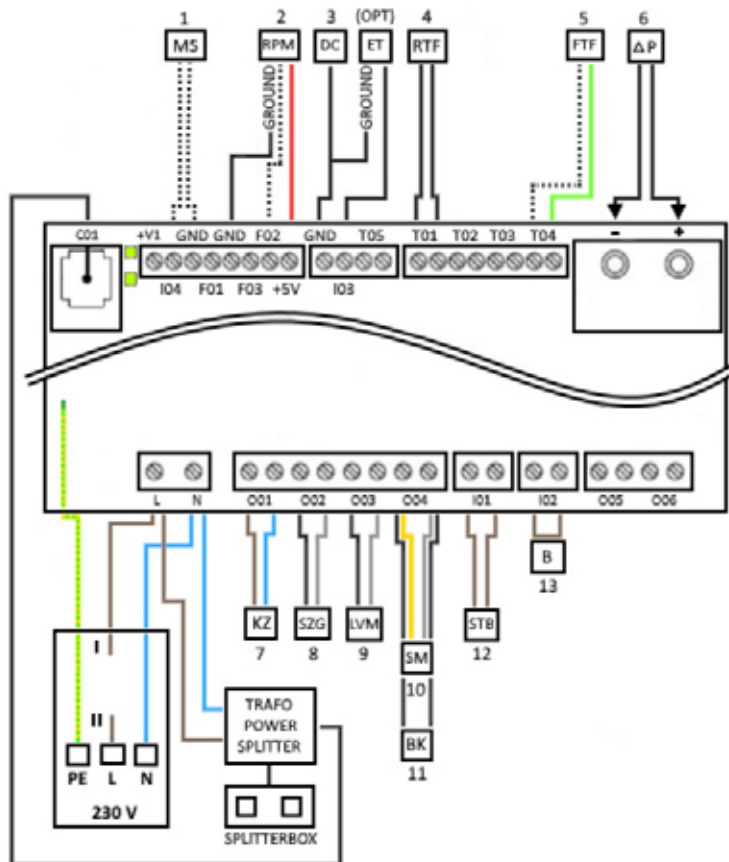 1 2 3 (OPT) 4 5 6
MS RPM DC ET RTF FTF ΔP
GROUND GROUND
C01 +V1 GND GND F02 GND T05 T01 T02 T03 T04 - +
I04 F01 F03 +5V I03
L N O01 O02 O03 O04 I01 I02 O05 O06
B
13
KZ SZG LVM STB
7 8 9 12
I
SM
10
II
TRAFO
POWER
SPLITTER
BK
11
PE L N
230 V
SPLITTERBOX